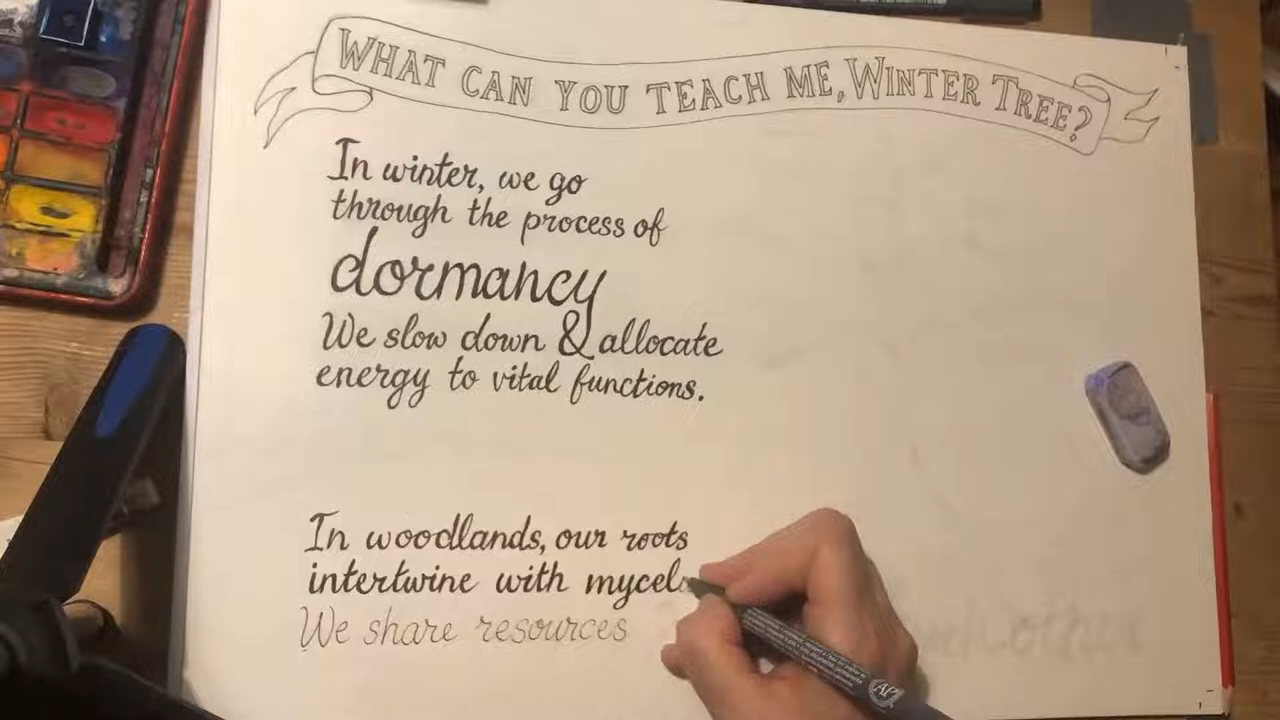 WHAT CAN YOU TEACH ME, WINTER TREE?
In winter, we go
through the process of
dormancy
We slow down & allocate
energy to vital functions.
In woodlands, our roots
intertwine with mycel
We share resources
AP